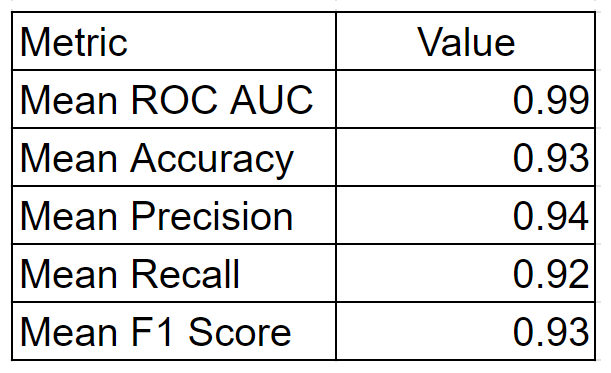 Metric Value
Mean ROC AUC 0.99
Mean Accuracy 0.93
Mean Precision 0.94
Mean Recall 0.92
Mean F1 Score 0.93